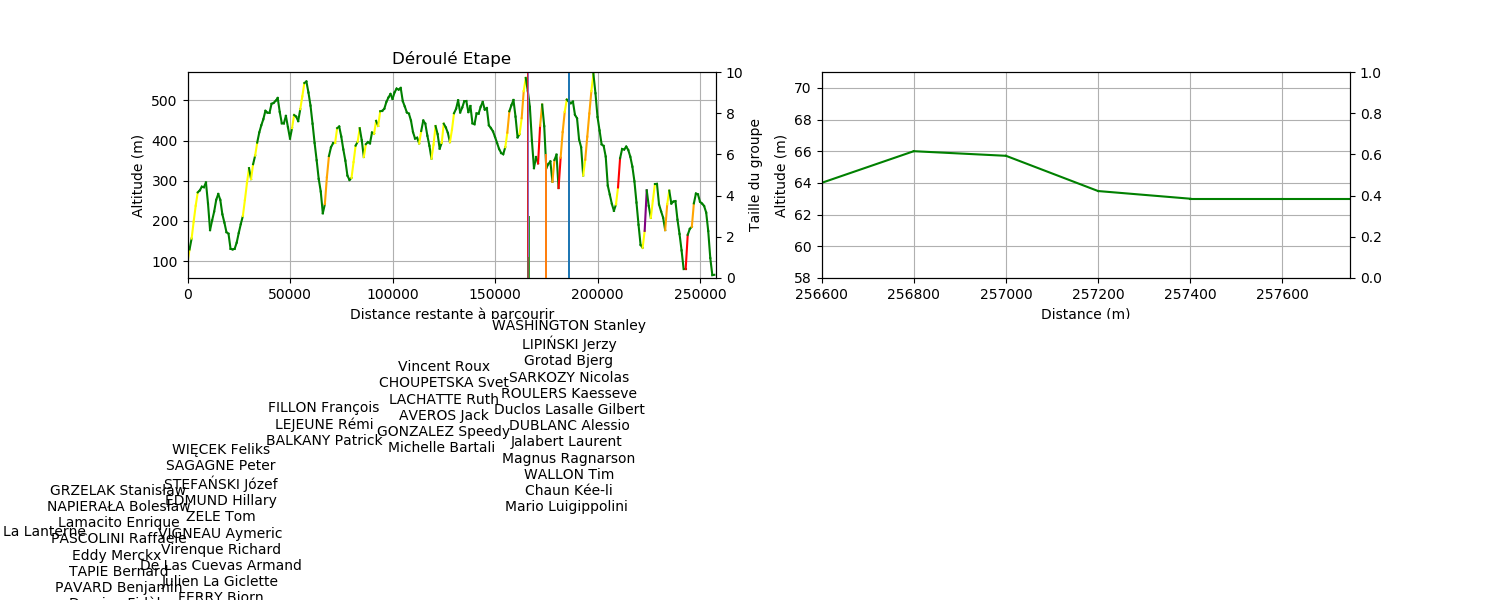 Déroulé Etape
500
400
300
200
100
Altitude (m)
10
8
6
4
2
0
Taille du groupe
0
50000
100000
150000
200000
250000
Distance restante à parcourir
70
68
66
64
62
60
58
Altitude (m)
1.0
0.8
0.6
0.4
0.2
0.0
256600
256800
257000
257200
257400
257600
Distance (m)
WASHINGTON Stanley
LIPIŃSKI Jerzy
Grotad Bjerg
SARKOZY Nicolas
ROULERS Kaesseve
Duclos Lasalle Gilbert
DUBLANC Alessio
Jalabert Laurent
Magnus Ragnarson
WALLON Tim
Chaun Kée-li
Mario Luigippolini
Vincent Roux
CHOUPETSKA Svet
LACHATTE Ruth
AVEROS Jack
GONZALEZ Speedy
Michelle Bartali
FILLON François
LEJEUNE Rémi
BALKANY Patrick
WIĘCEK Feliks
SAGAGNE Peter
STEFAŃSKI Józef
EDMUND Hillary
ZELE Tom
VIGNEAU Aymeric
Virenque Richard
De Las Cuevas Armand
Julien La Giclette
FERRY Bjorn
GRZELAK Stanisław
NAPIERAŁA Bolesław
Lamacito Enrique
PASCOLINI Raffaele
Eddy Merckx
TAPIE Bernard
PAVARD Benjamin
La Lanterne